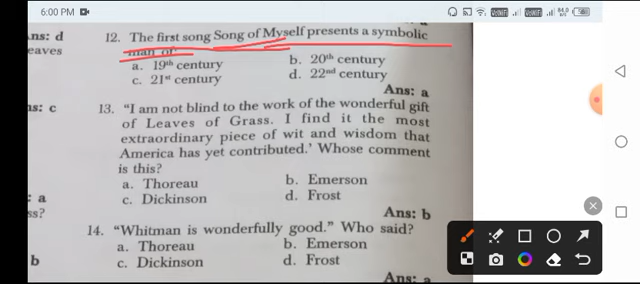 6:00 PM
ns: d
eaves
12. The first song Song of Myself presents a symbolic
man of
a. 19th century
b. 20th century
c. 21st century
d. 22nd century
Ans: a
ns: c
13. “I am not blind to the work of the wonderful gift
of Leaves of Grass. I find it the most
extraordinary piece of wit and wisdom that
America has yet contributed.’ Whose comment
is this?
a. Thoreau
b. Emerson
c. Dickinson
d. Frost
: a
ss?
Ans: b
14. “Whitman is wonderfully good.” Who said?
a. Thoreau
b. Emerson
b
c. Dickinson
d. Frost
Ans: a